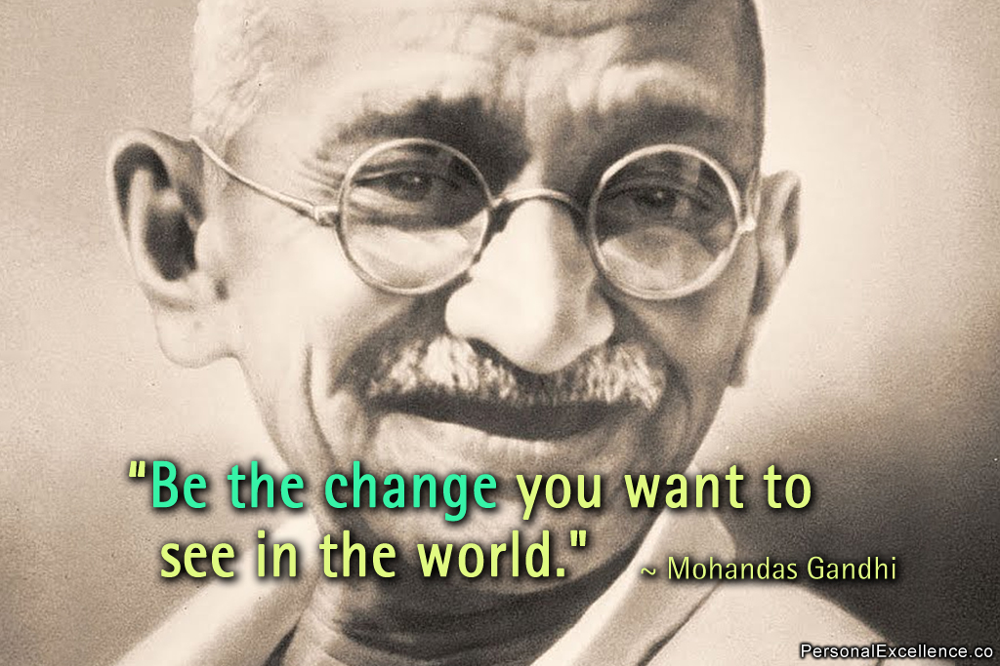 "Be the change you want to
see in the world."
~ Mohandas Gandhi
PersonalExcellence.co